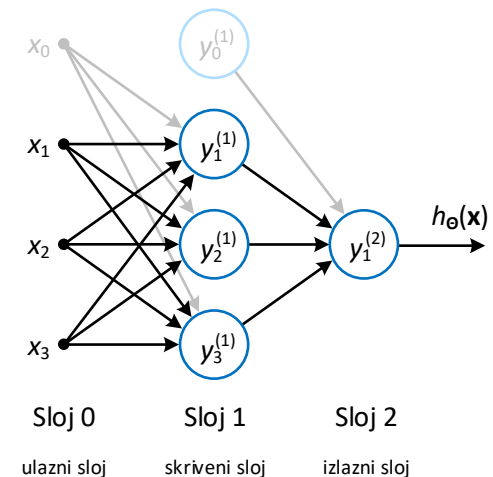 x₀ y₀⁽¹⁾
x₁ y₁⁽¹⁾
h_Θ(𝐱)
x₂ y₂⁽¹⁾ y₁⁽²⁾
x₃ y₃⁽¹⁾
Sloj 0 Sloj 1 Sloj 2
ulazni sloj skriveni sloj izlazni sloj